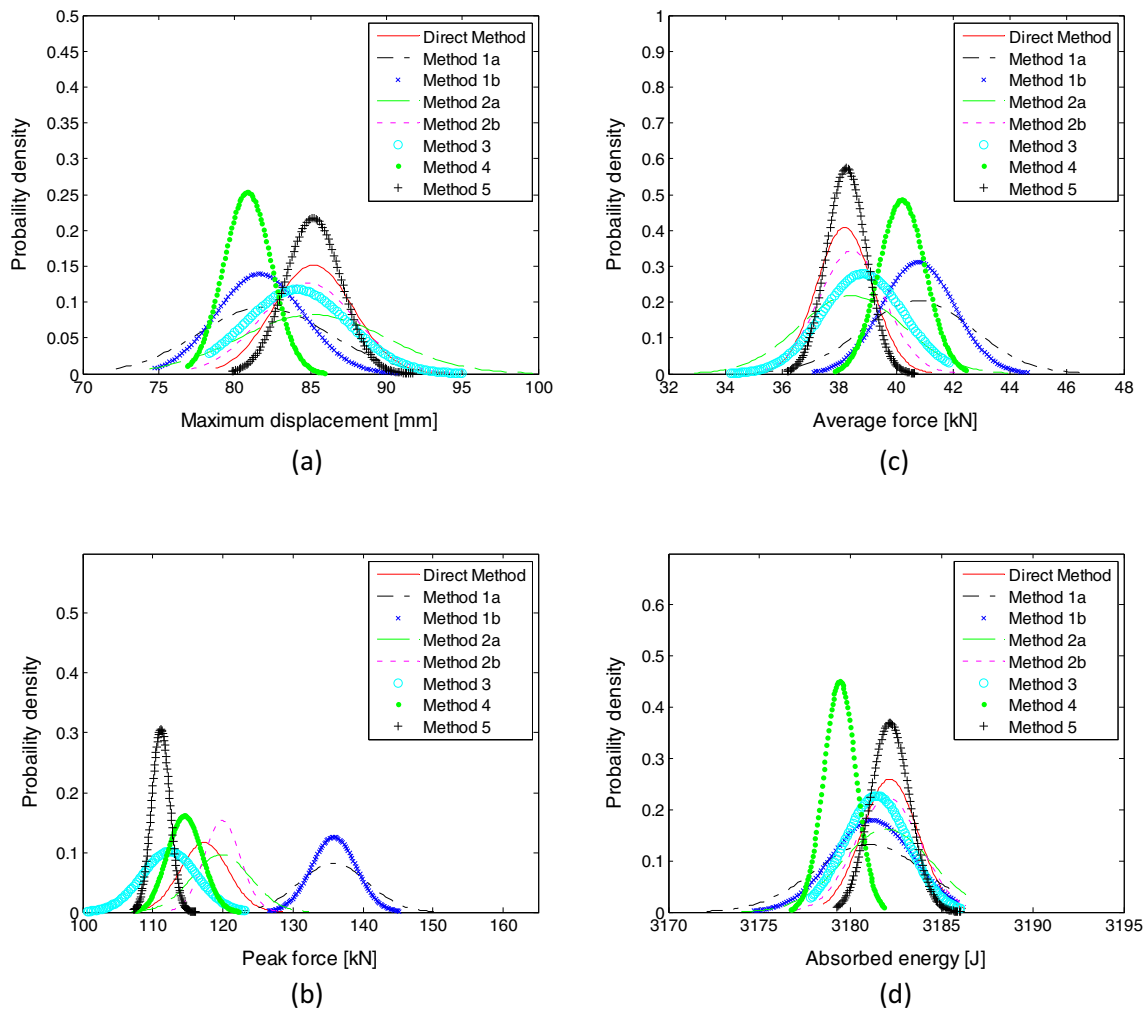 0.5
0.45
0.4
0.35
0.3
0.25
0.2
0.15
0.1
0.05
0
Probaility density
70 75 80 85 90 95 100
Maximum displacement [mm]
Direct Method
Method 1a
Method 1b
Method 2a
Method 2b
Method 3
Method 4
Method 5
(a)
1
0.9
0.8
0.7
0.6
0.5
0.4
0.3
0.2
0.1
0
Probaility density
32 34 36 38 40 42 44 46 48
Average force [kN]
Direct Method
Method 1a
Method 1b
Method 2a
Method 2b
Method 3
Method 4
Method 5
(c)
0.5
0.4
0.3
0.2
0.1
0
Probaility density
100 110 120 130 140 150 160
Peak force [kN]
Direct Method
Method 1a
Method 1b
Method 2a
Method 2b
Method 3
Method 4
Method 5
(b)
0.6
0.5
0.4
0.3
0.2
0.1
0
Probaility density
3170 3175 3180 3185 3190 3195
Absorbed energy [J]
Direct Method
Method 1a
Method 1b
Method 2a
Method 2b
Method 3
Method 4
Method 5
(d)